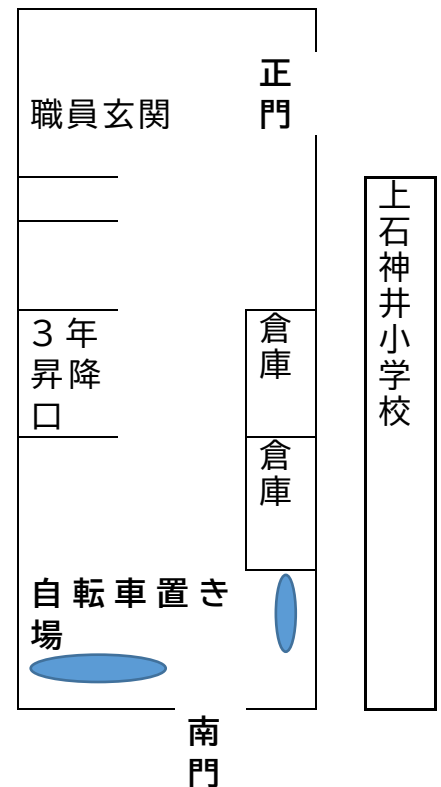 正門
職員玄関
上石神井小学校
３年
昇降
口
倉庫
倉庫
自転車置き
場
南
門